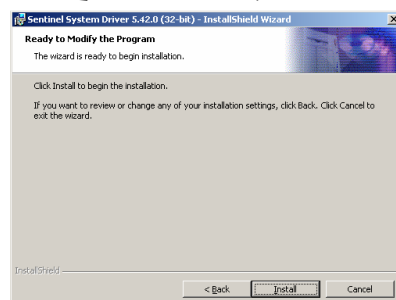 Sentinel System Driver 5.42.0 (32-bit) - InstallShield Wizard
Ready to Modify the Program
The wizard is ready to begin installation.
Click Install to begin the installation.
If you want to review or change any of your installation settings, click Back. Click Cancel to
exit the wizard.
InstallShield
< Back Install Cancel